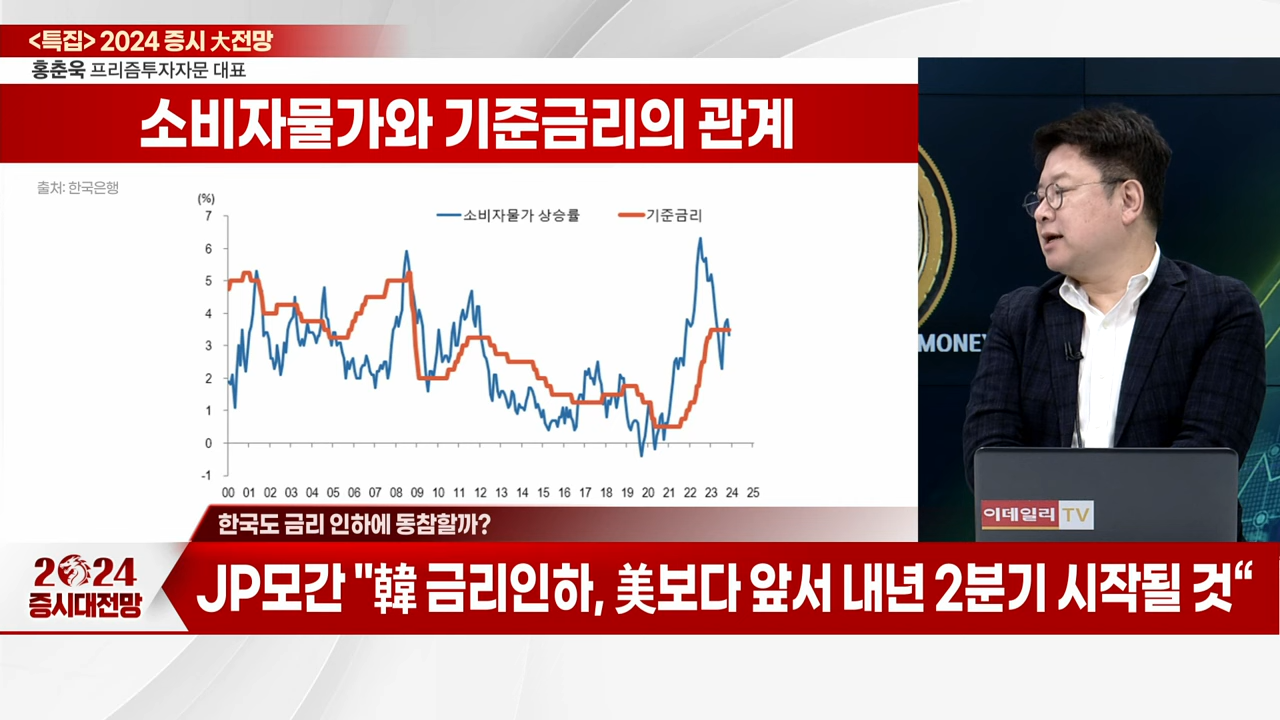 <특집> 2024 증시 大전망
홍춘욱 프리즘투자자문 대표
소비자물가와 기준금리의 관계
출처: 한국은행
(%)
소비자물가 상승률 기준금리
7
6
5
4
3
2
1
0
-1
00 01 02 03 04 05 06 07 08 09 10 11 12 13 14 15 16 17 18 19 20 21 22 23 24 25
MONEY
이데일리 TV
한국도 금리 인하에 동참할까?
2024
증시대전망
JP모간 "韓 금리인하, 美보다 앞서 내년 2분기 시작될 것“